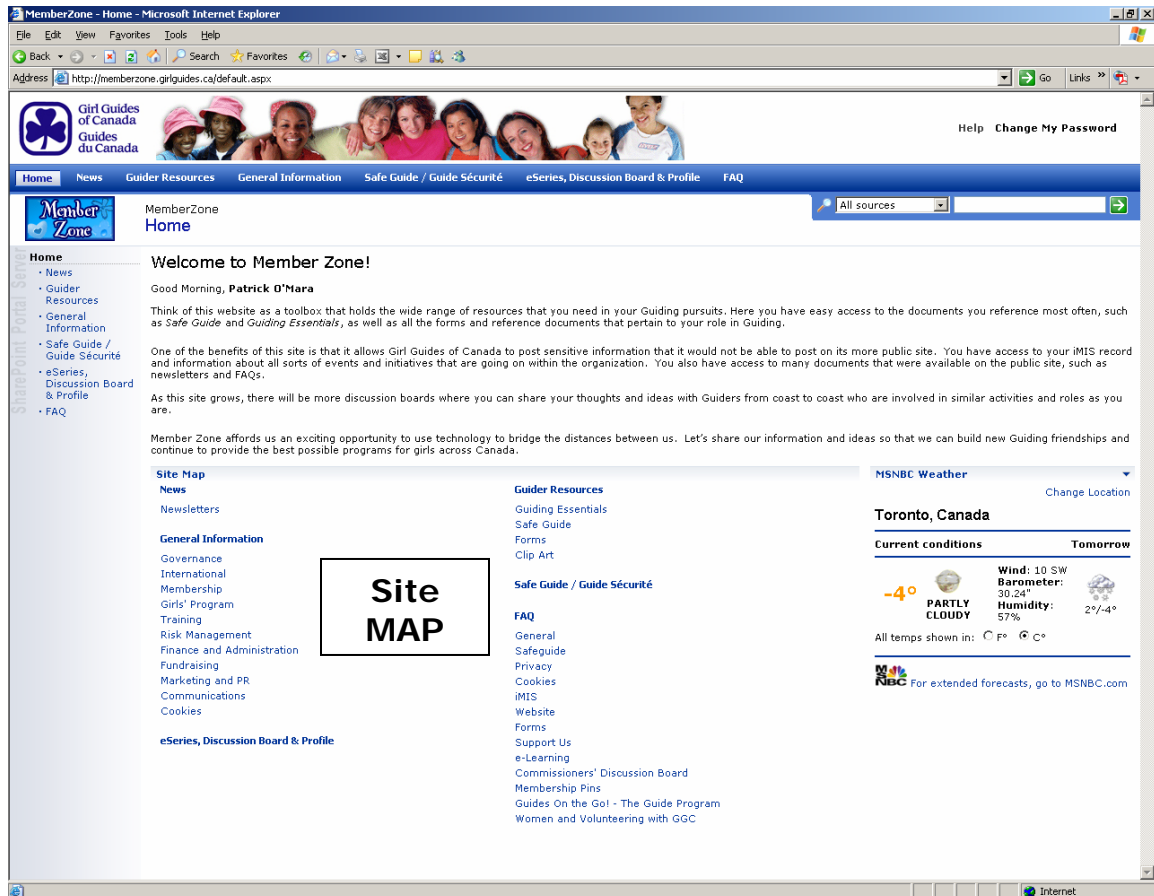 MemberZone - Home - Microsoft Internet Explorer
File Edit View Favorites Tools Help
Back Search Favorites
Address http://memberzone.girlguides.ca/default.aspx Go Links »
Girl Guides
of Canada
Guides
du Canada
Help Change My Password
Home News Guider Resources General Information Safe Guide / Guide Sécurité eSeries, Discussion Board & Profile FAQ
Member
Zone
MemberZone
Home
All sources
SharePoint Portal Server
Home
· News
· Guider
Resources
· General
Information
· Safe Guide /
Guide Sécurité
· eSeries,
Discussion Board
& Profile
· FAQ
Welcome to Member Zone!
Good Morning, Patrick O'Mara
Think of this website as a toolbox that holds the wide range of resources that you need in your Guiding pursuits. Here you have easy access to the documents you reference most often, such
as Safe Guide and Guiding Essentials, as well as all the forms and reference documents that pertain to your role in Guiding.
One of the benefits of this site is that it allows Girl Guides of Canada to post sensitive information that it would not be able to post on its more public site. You have access to your iMIS record
and information about all sorts of events and initiatives that are going on within the organization. You also have access to many documents that were available on the public site, such as
newsletters and FAQs.
As this site grows, there will be more discussion boards where you can share your thoughts and ideas with Guiders from coast to coast who are involved in similar activities and roles as you
are.
Member Zone affords us an exciting opportunity to use technology to bridge the distances between us. Let's share our information and ideas so that we can build new Guiding friendships and
continue to provide the best possible programs for girls across Canada.
Site Map
News
Newsletters
General Information
Governance
International
Membership
Girls' Program
Training
Risk Management
Finance and Administration
Fundraising
Marketing and PR
Communications
Cookies
eSeries, Discussion Board & Profile
Site
MAP
Guider Resources
Guiding Essentials
Safe Guide
Forms
Clip Art
Safe Guide / Guide Sécurité
FAQ
General
Safeguide
Privacy
Cookies
iMIS
Website
Forms
Support Us
e-Learning
Commissioners' Discussion Board
Membership Pins
Guides On the Go! - The Guide Program
Women and Volunteering with GGC
MSNBC Weather
Change Location
Toronto, Canada
Current conditions Tomorrow
-4°
PARTLY
CLOUDY
Wind: 10 SW
Barometer:
30.24"
Humidity:
57%
2°/-4°
All temps shown in: F° C°
MSNBC For extended forecasts, go to MSNBC.com
Internet